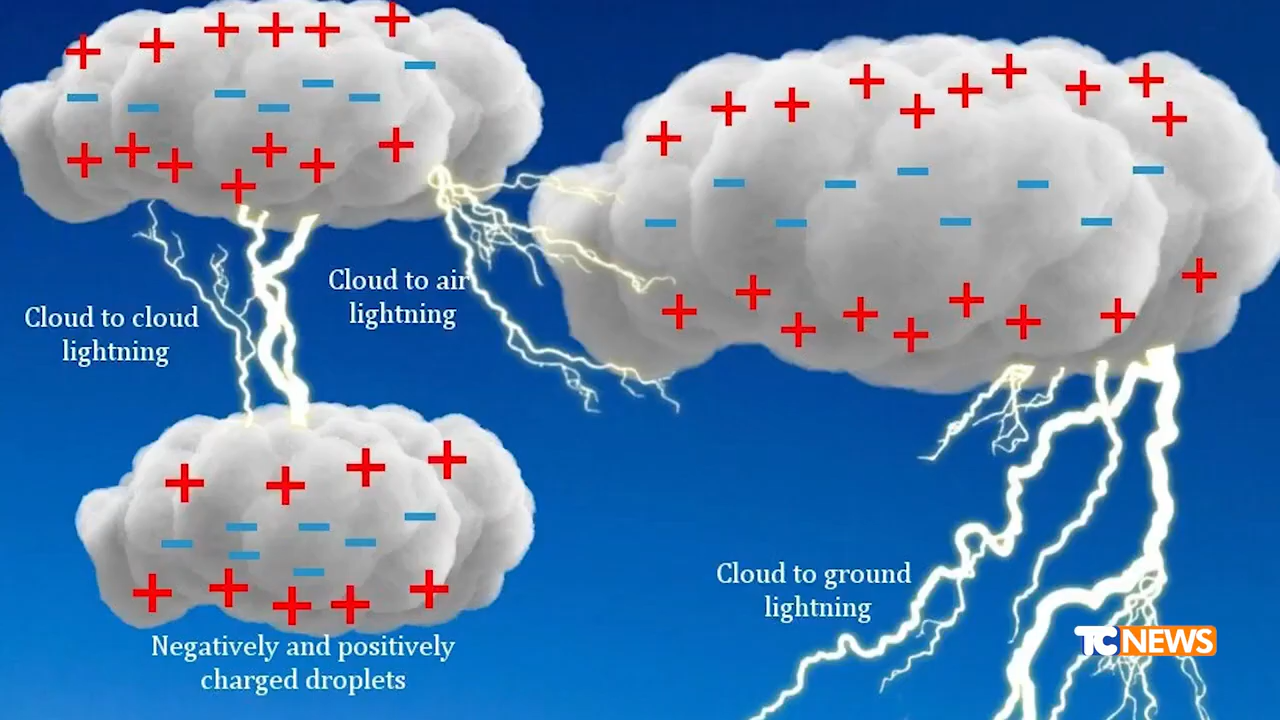 Cloud to air
lightning
Cloud to cloud
lightning
Cloud to ground
lightning
Negatively and positively
charged droplets
TC NEWS